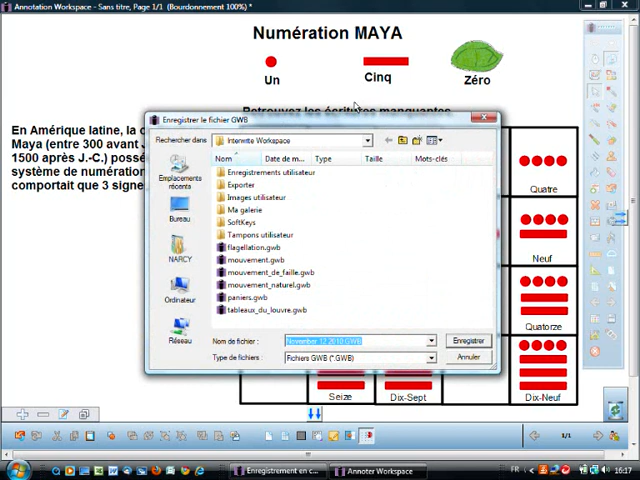 Annotation Workspace - Sans titre, Page 1/1 (Bourdonnement 100%) *
Numération MAYA
Un
Cinq
Zéro
Retrouvez les écritures manquantes
En Amérique latine, la
Maya (entre 300 avant
1500 après J.-C.) possé
système de numération
comportait que 3 signe
Enregistrer le fichier GWB
Rechercher dans
Interwrite Workspace
Nom
Date de m...
Type
Taille
Mots-clés
Emplacements récents
Bureau
NARCY
Ordinateur
Réseau
Enregistrements utilisateur
Exporter
Images utilisateur
Ma galerie
SoftKeys
Tampons utilisateur
flagellation.gwb
mouvement.gwb
mouvement_de_faille.gwb
mouvement_naturel.gwb
paniers.gwb
tableaux_du_louvre.gwb
Nom de fichier :
November 12 2010.GWB
Enregistrer
Type de fichiers :
Fichiers GWB (*.GWB)
Annuler
Quatre
Neuf
Quatorze
Seize
Dix-Sept
Dix-Neuf
1/1
Enregistrement en c...
Annoter Workspace
FR
16:17